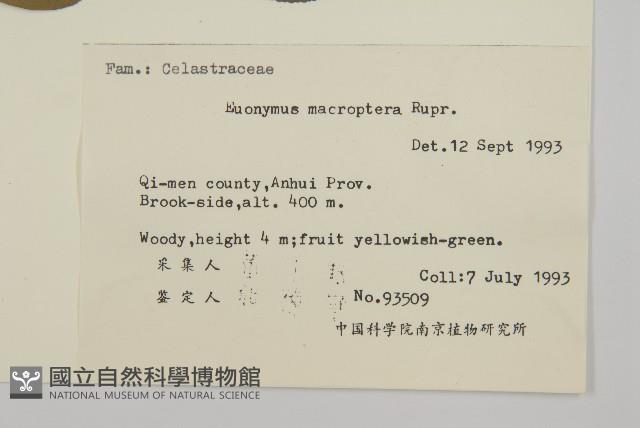 Fam.: Celastraceae
Euonymus macroptera Rupr.
Det.12 Sept 1993
Qi-men county,Anhui Prov.
Brook-side,alt. 400 m.
Woody,height 4 m;fruit yellowish-green.
采集人
Coll:7 July 1993
鉴定人
No.93509
中国科学院南京植物研究所
國立自然科學博物館
NATIONAL MUSEUM OF NATURAL SCIENCE